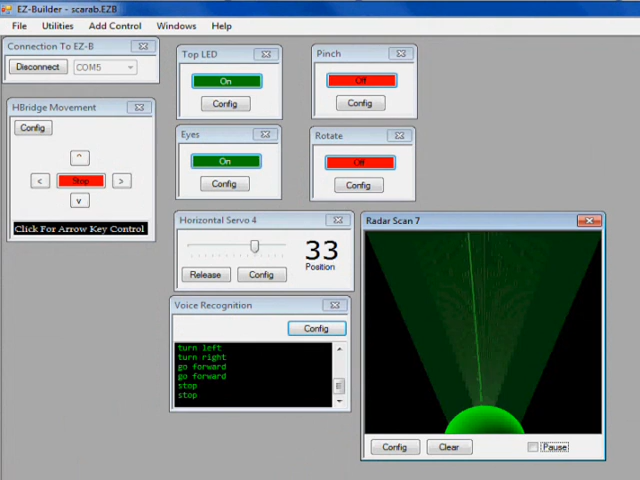 EZ-Builder - scarab.EZB
File Utilities Add Control Windows Help
Connection To EZ-B
Disconnect COM5
HBridge Movement
Config
^
< Stop >
v
Click For Arrow Key Control
Top LED
On
Config
Pinch
Off
Config
Eyes
On
Config
Rotate
Off
Config
Horizontal Servo 4
33
Position
Release Config
Voice Recognition
Config
turn left
turn right
go forward
go forward
stop
stop
Radar Scan 7
Config Clear Pause